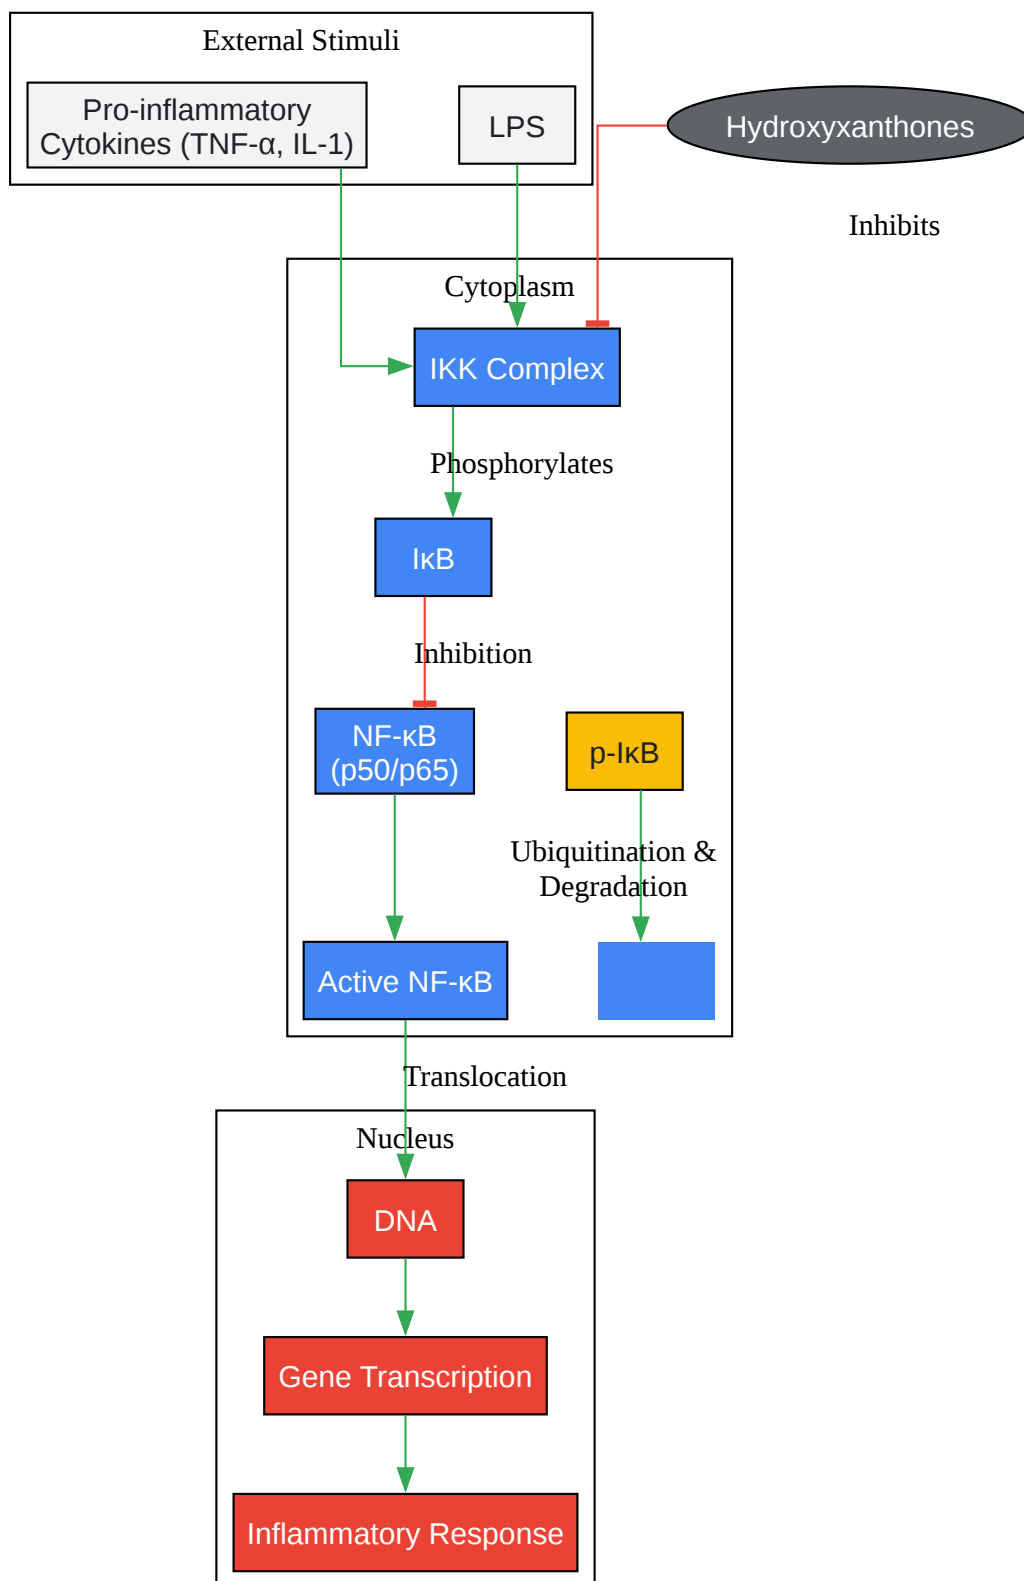 External Stimuli
Pro-inflammatory
Cytokines (TNF-α, IL-1)
LPS
Hydroxyxanthones
Inhibits
Cytoplasm
IKK Complex
Phosphorylates
IκB
Inhibition
NF-κB
(p50/p65)
p-IκB
Ubiquitination &
Degradation
Active NF-κB
Translocation
Nucleus
DNA
Gene Transcription
Inflammatory Response